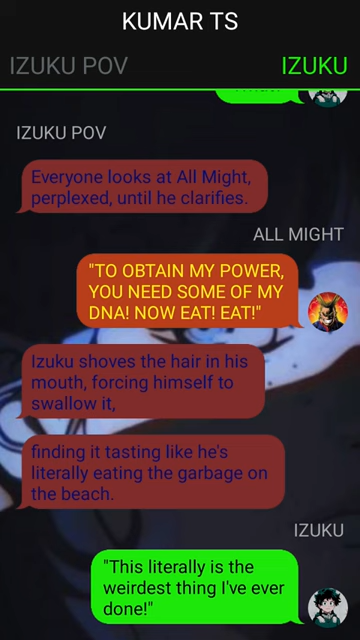 KUMAR TS
IZUKU POV
IZUKU
IZUKU POV
Everyone looks at All Might,
perplexed, until he clarifies.
ALL MIGHT
"TO OBTAIN MY POWER,
YOU NEED SOME OF MY
DNA! NOW EAT! EAT!"
Izuku shoves the hair in his
mouth, forcing himself to
swallow it,
finding it tasting like he's
literally eating the garbage on
the beach.
IZUKU
"This literally is the
weirdest thing I've ever
done!"